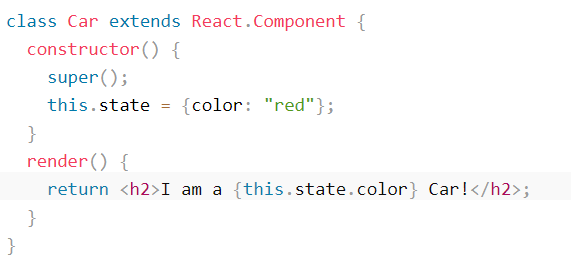 class Car extends React.Component {
  constructor() {
    super();
    this.state = {color: "red"};
  }
  render() {
    return <h2>I am a {this.state.color} Car!</h2>;
  }
}